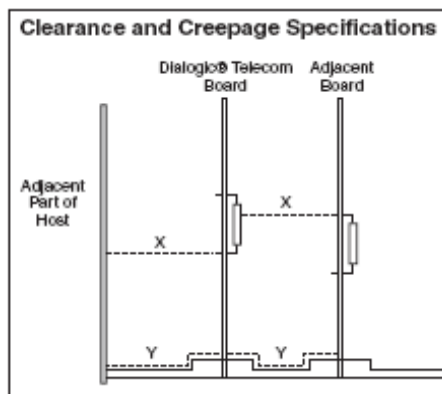 Clearance and Creepage Specifications
Dialogic® Telecom
Board
Adjacent
Board
Adjacent
Part of
Host
X
X
Y
Y